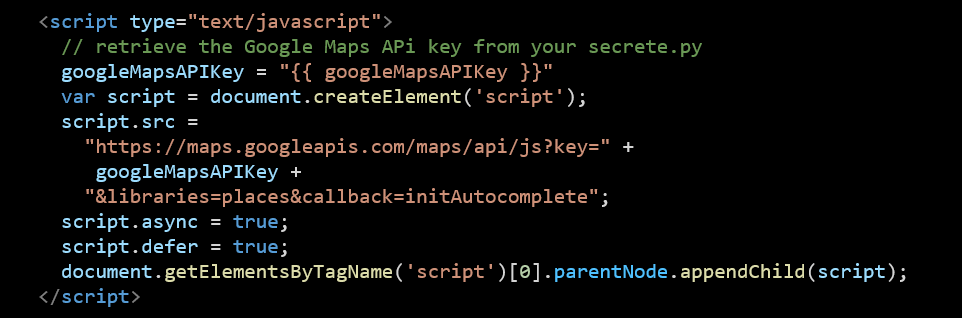 <script type="text/javascript">
// retrieve the Google Maps APi key from your secrete.py
googleMapsAPIKey = "{{ googleMapsAPIKey }}"
var script = document.createElement('script');
script.src =
"https://maps.googleapis.com/maps/api/js?key=" +
googleMapsAPIKey +
"&libraries=places&callback=initAutocomplete";
script.async = true;
script.defer = true;
document.getElementsByTagName('script')[0].parentNode.appendChild(script);
</script>